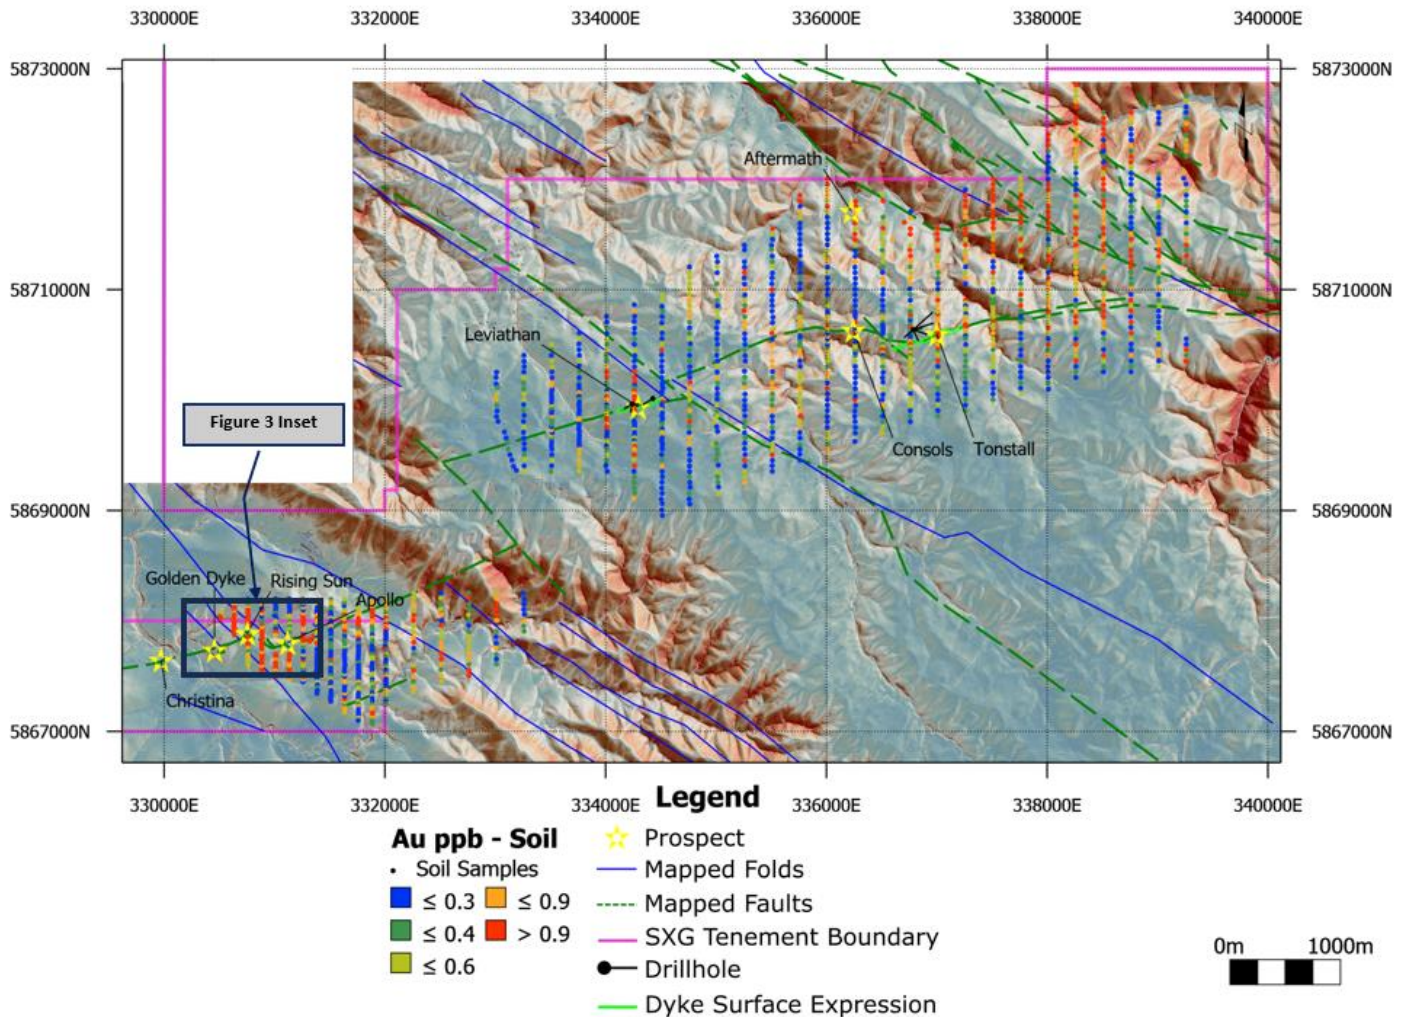 330000E 332000E 334000E 336000E 338000E 340000E
5873000N 5873000N
Aftermath
5871000N 5871000N
Leviathan
Figure 3 Inset
Consols Tonstall
5869000N 5869000N
Golden Dyke Rising Sun
Apollo
Christina
5867000N 5867000N
330000E 332000E 334000E 336000E 338000E 340000E
Legend
Au ppb - Soil
Soil Samples
≤ 0.3 ≤ 0.9
≤ 0.4 > 0.9
≤ 0.6
Prospect
Mapped Folds
Mapped Faults
SXG Tenement Boundary
Drillhole
Dyke Surface Expression
0m 1000m